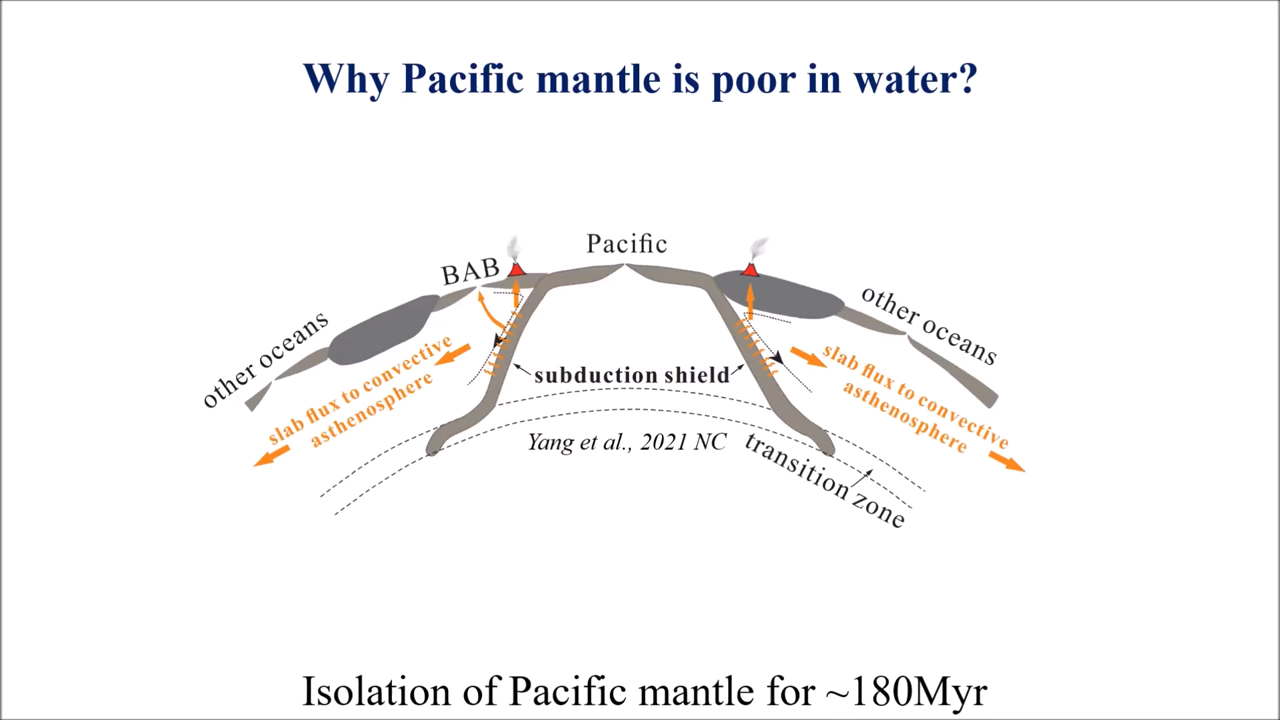 Why Pacific mantle is poor in water?
Pacific
BAB
other oceans
other oceans
slab flux to convective
asthenosphere
subduction shield
slab flux to convective
asthenosphere
Yang et al., 2021 NC
transition zone
Isolation of Pacific mantle for ~180Myr